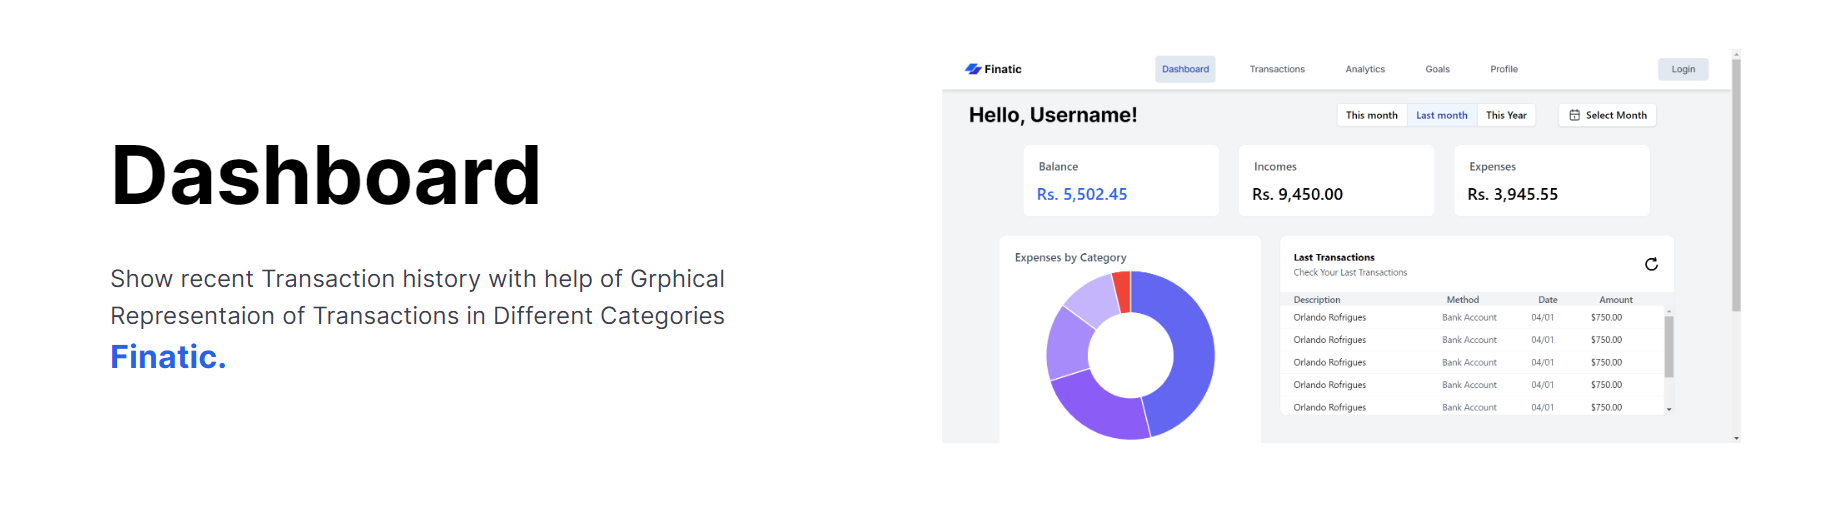 Dashboard
Show recent Transaction history with help of Grphical
Representaion of Transactions in Different Categories
Finatic.
Finatic
Dashboard
Transactions
Analytics
Goals
Profile
Login
Hello, Username!
This month
Last month
This Year
Select Month
Balance
Rs. 5,502.45
Incomes
Rs. 9,450.00
Expenses
Rs. 3,945.55
Expenses by Category
Last Transactions
Check Your Last Transactions
Description Method Date Amount
Orlando Rofrigues Bank Account 04/01 $750.00
Orlando Rofrigues Bank Account 04/01 $750.00
Orlando Rofrigues Bank Account 04/01 $750.00
Orlando Rofrigues Bank Account 04/01 $750.00
Orlando Rofrigues Bank Account 04/01 $750.00